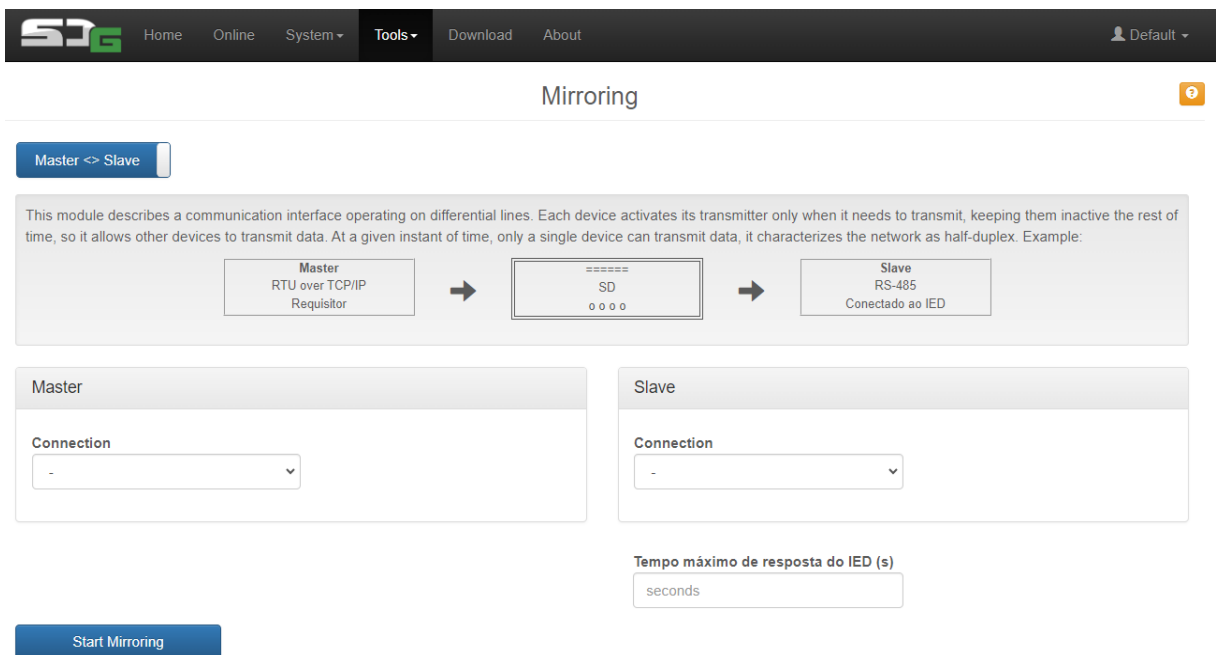 SDG Home Online System Tools Download About Default
Mirroring
Master <> Slave
This module describes a communication interface operating on differential lines. Each device activates its transmitter only when it needs to transmit, keeping them inactive the rest of
time, so it allows other devices to transmit data. At a given instant of time, only a single device can transmit data, it characterizes the network as half-duplex. Example:
Master
RTU over TCP/IP
Requisitor
======
SD
o o o o
Slave
RS-485
Conectado ao IED
Master
Connection
-
Slave
Connection
-
Tempo máximo de resposta do IED (s)
seconds
Start Mirroring